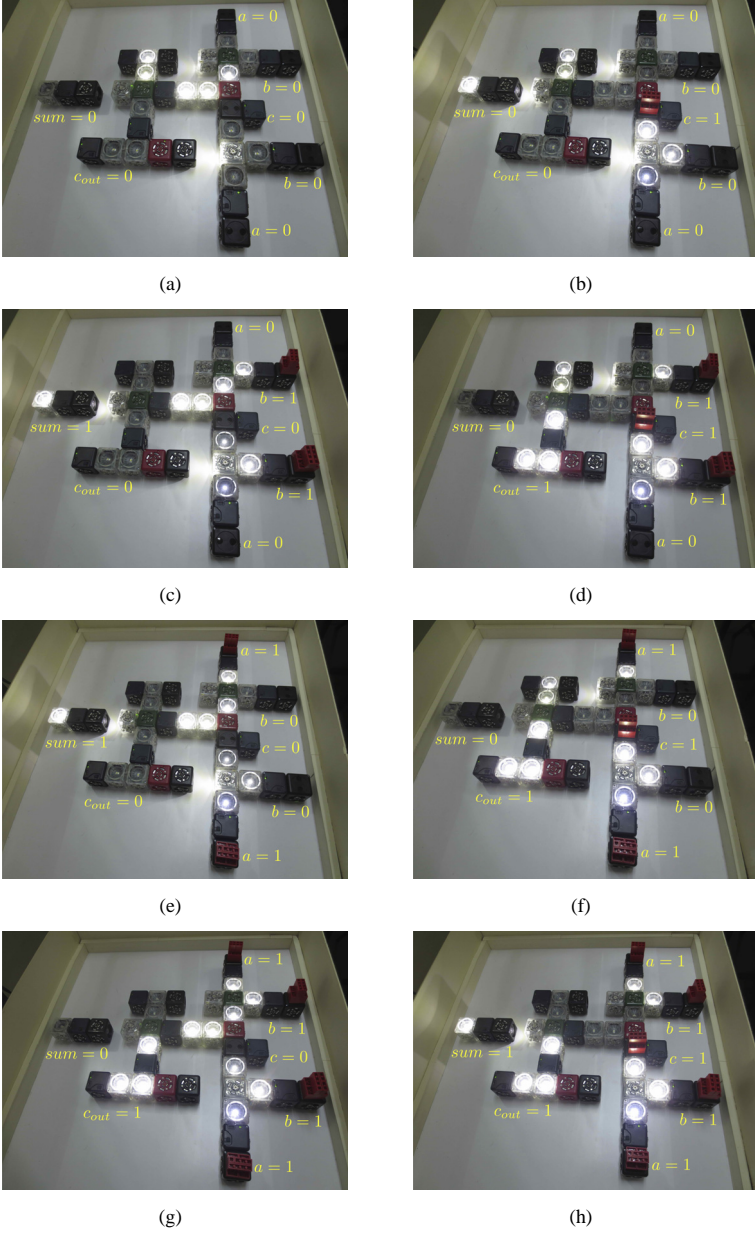 a = 0
b = 0
c = 0
sum = 0
c_out = 0
b = 0
a = 0
(a)
a = 0
b = 0
sum = 0
c = 1
c_out = 0
b = 0
a = 0
(b)
a = 0
b = 1
c = 0
sum = 1
c_out = 0
b = 1
a = 0
(c)
a = 0
b = 1
sum = 0
c = 1
c_out = 1
b = 1
a = 0
(d)
a = 1
b = 0
sum = 1
c = 0
c_out = 0
b = 0
a = 1
(e)
a = 1
b = 0
sum = 0
c = 1
c_out = 1
b = 0
a = 1
(f)
a = 1
b = 1
sum = 0
c = 0
c_out = 1
b = 1
a = 1
(g)
a = 1
b = 1
sum = 1
c = 1
c_out = 1
b = 1
a = 1
(h)